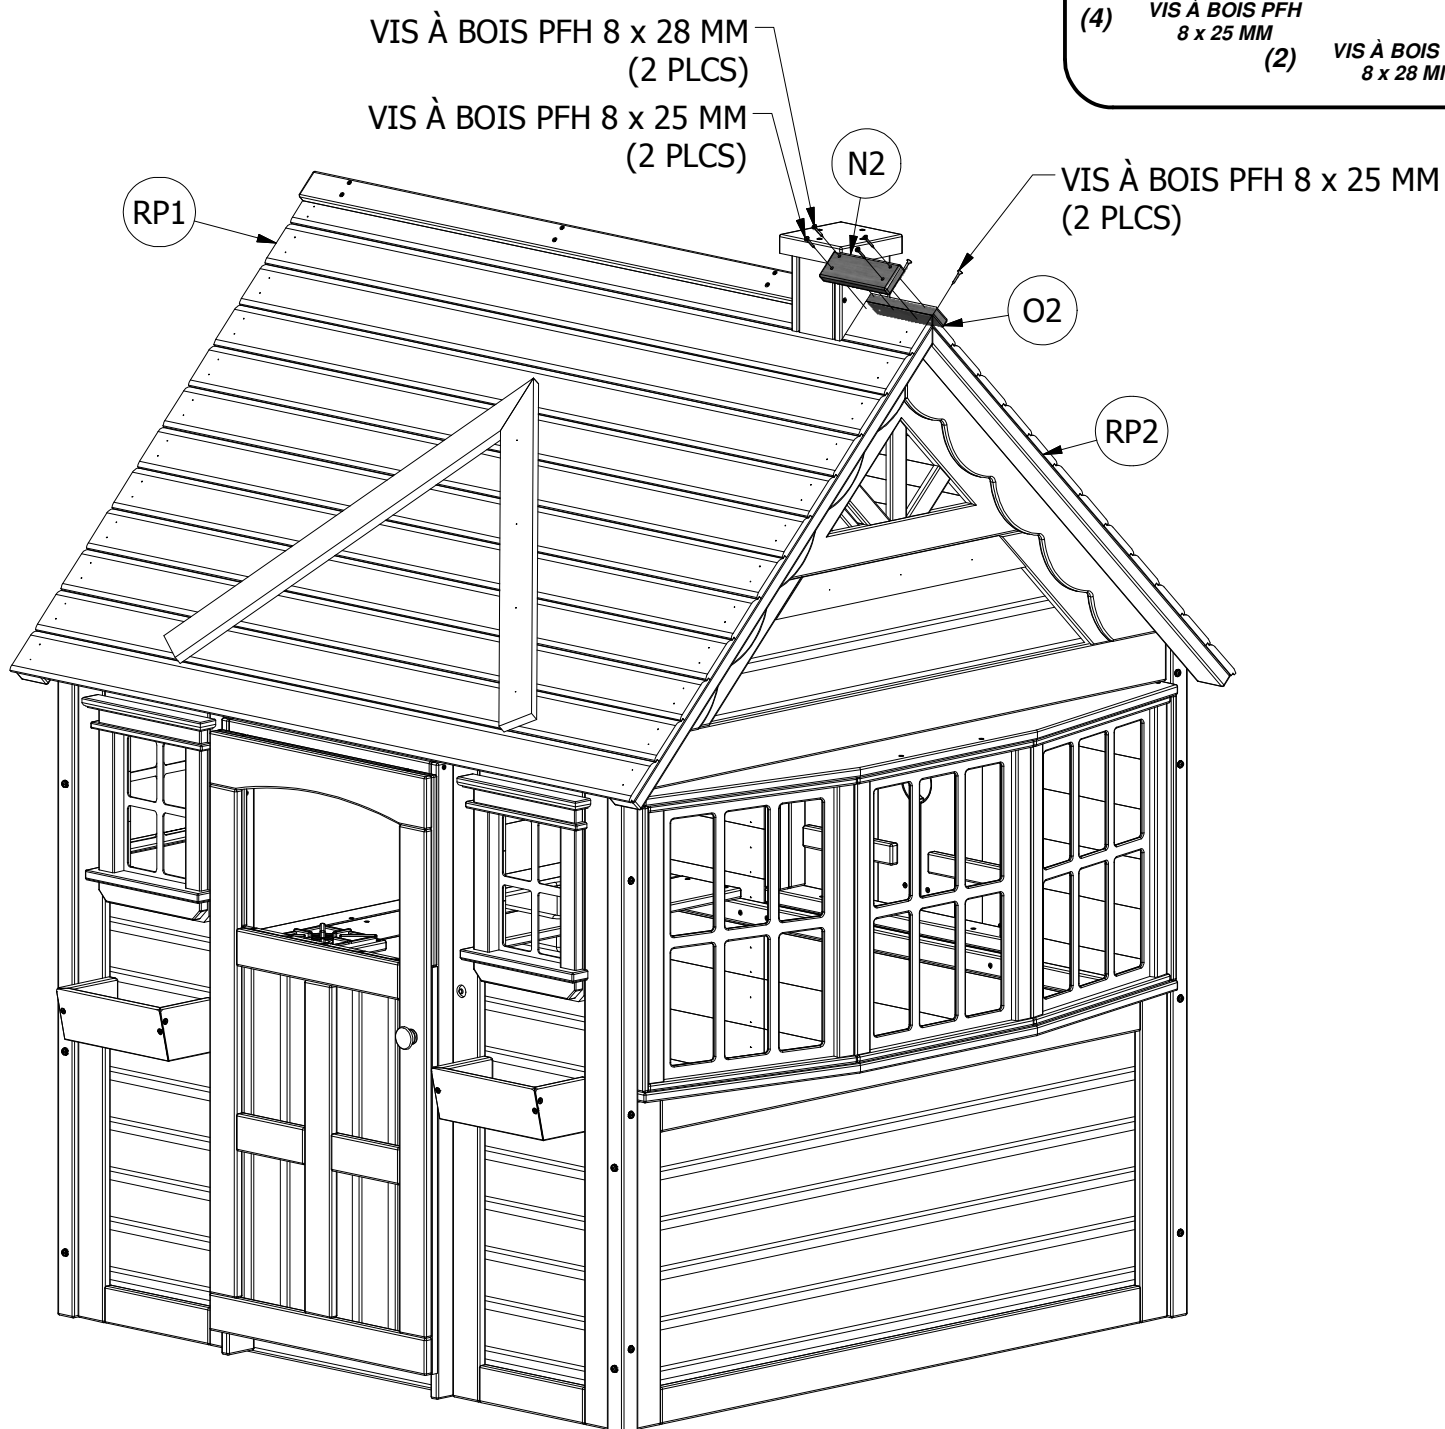 (4) VIS À BOIS PFH
8 x 25 MM
(2) VIS À BOIS
8 x 28 M
VIS À BOIS PFH 8 x 28 MM
(2 PLCS)
VIS À BOIS PFH 8 x 25 MM
(2 PLCS)
N2
VIS À BOIS PFH 8 x 25 MM
(2 PLCS)
RP1
O2
RP2